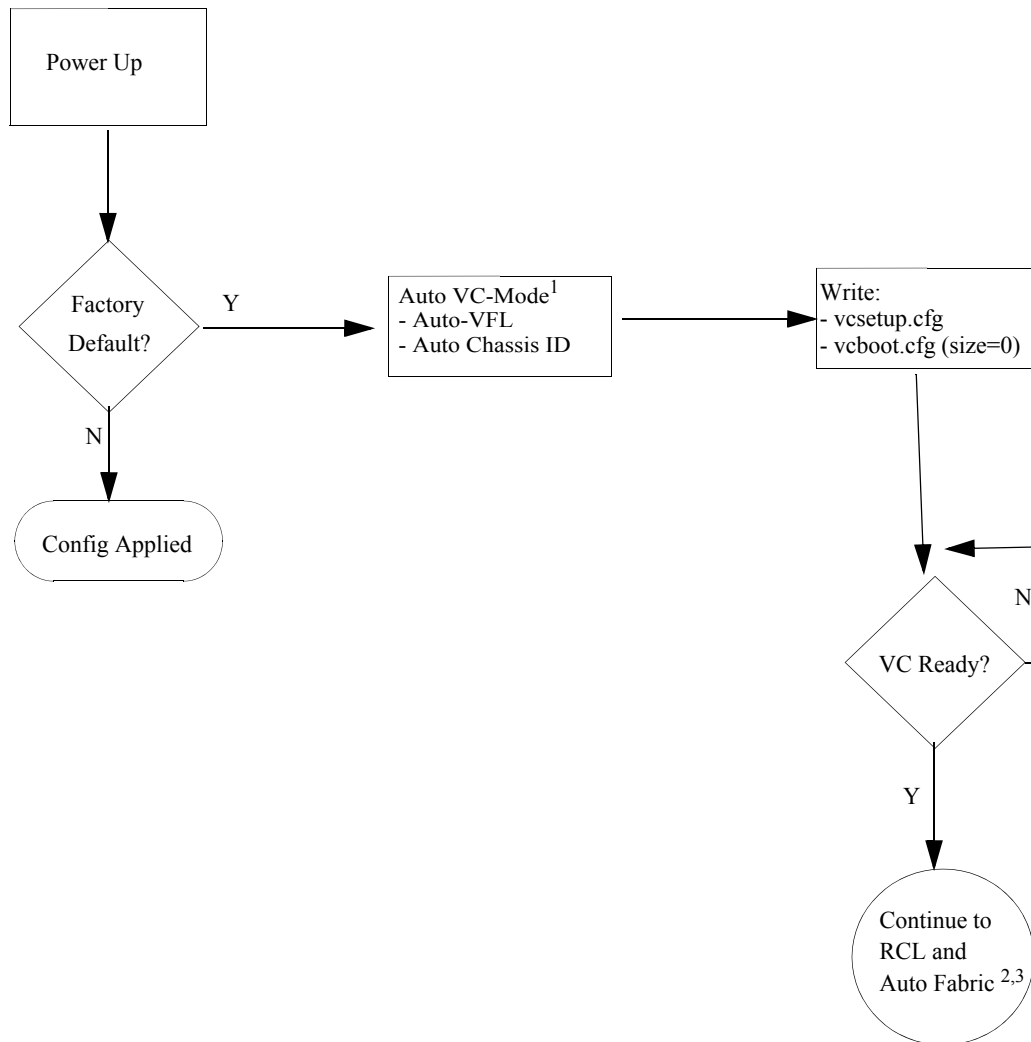 Power Up
Factory
Default?
Y
N
Config Applied
Auto VC-Mode1
- Auto-VFL
- Auto Chassis ID
Write:
- vcsetup.cfg
- vcboot.cfg (size=0)
N
VC Ready?
Y
Continue to
RCL and
Auto Fabric 2,3